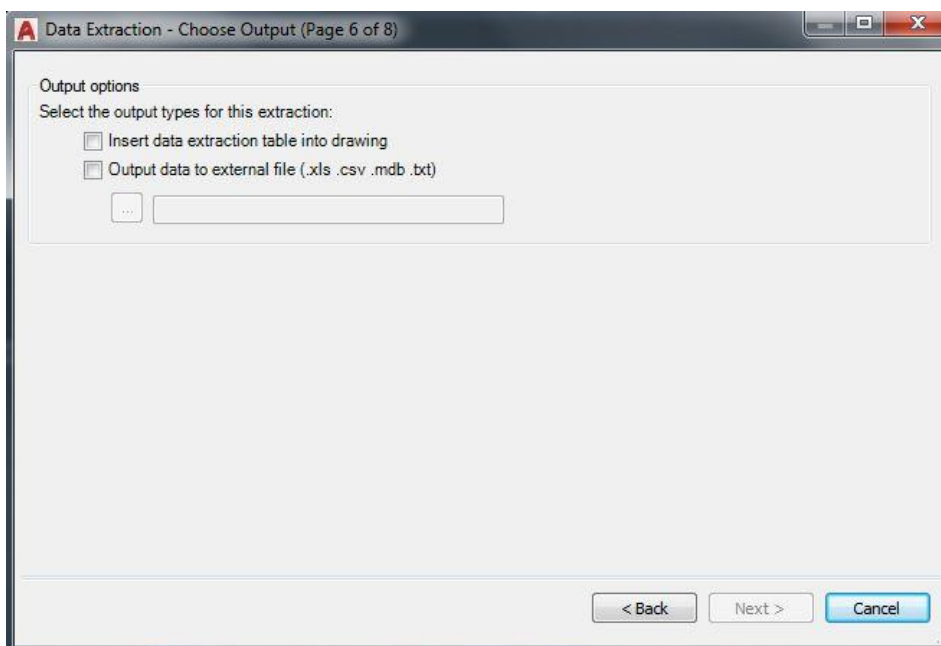 Data Extraction - Choose Output (Page 6 of 8)
Output options
Select the output types for this extraction:
Insert data extraction table into drawing
Output data to external file (.xls .csv .mdb .txt)
...
< Back Next > Cancel